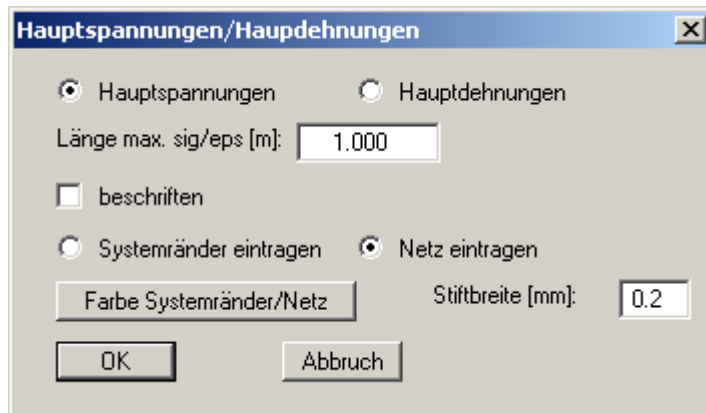 Hauptspannungen/Haupdehnungen
Hauptspannungen Hauptdehnungen
Länge max. sig/eps [m]: 1.000
beschriften
Systemränder eintragen Netz eintragen
Farbe Systemränder/Netz Stiftbreite [mm]: 0.2
OK Abbruch